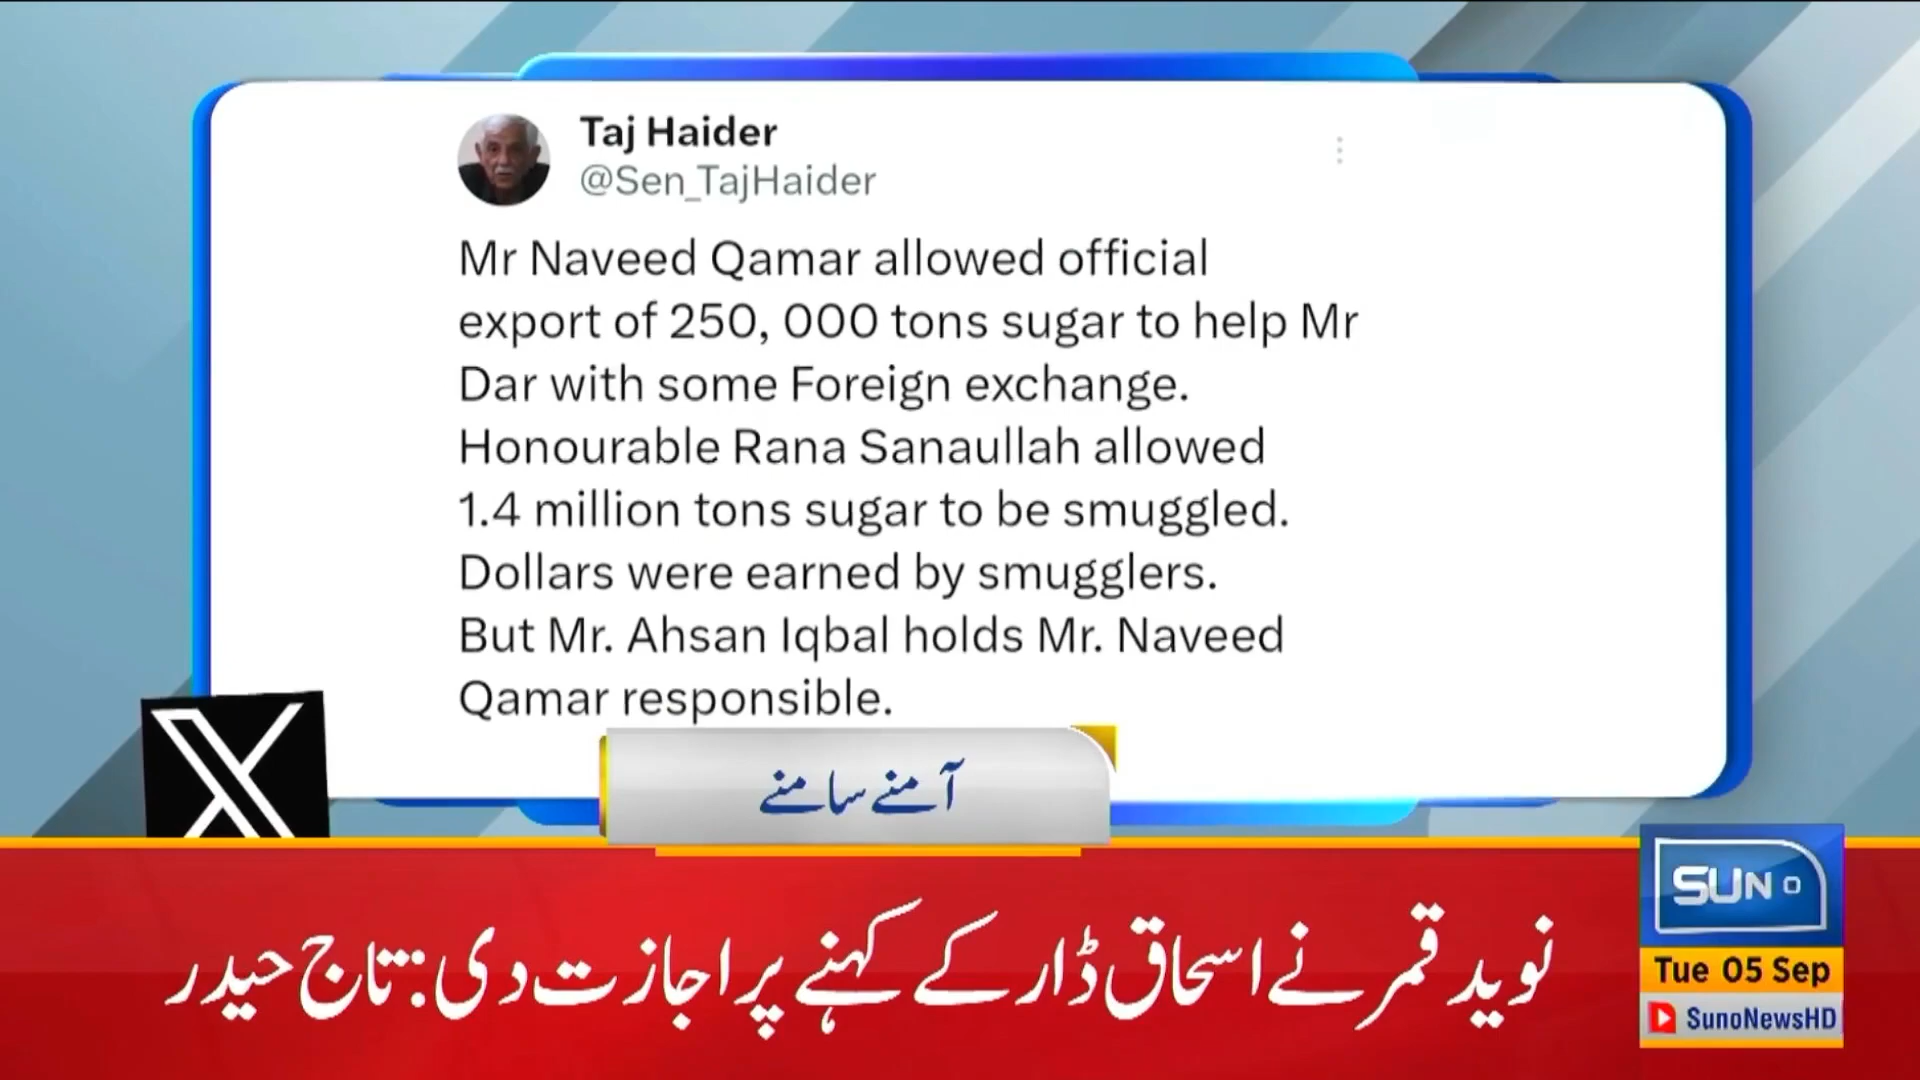 Taj Haider
@Sen_TajHaider
Mr Naveed Qamar allowed official
export of 250, 000 tons sugar to help Mr
Dar with some Foreign exchange.
Honourable Rana Sanaullah allowed
1.4 million tons sugar to be smuggled.
Dollars were earned by smugglers.
But Mr. Ahsan Iqbal holds Mr. Naveed
Qamar responsible.
آمنے سامنے
نوید قمر نے اسحاق ڈار کے کہنے پر اجازت دی: تاج حیدر
SUNO
Tue 05 Sep
SunoNewsHD